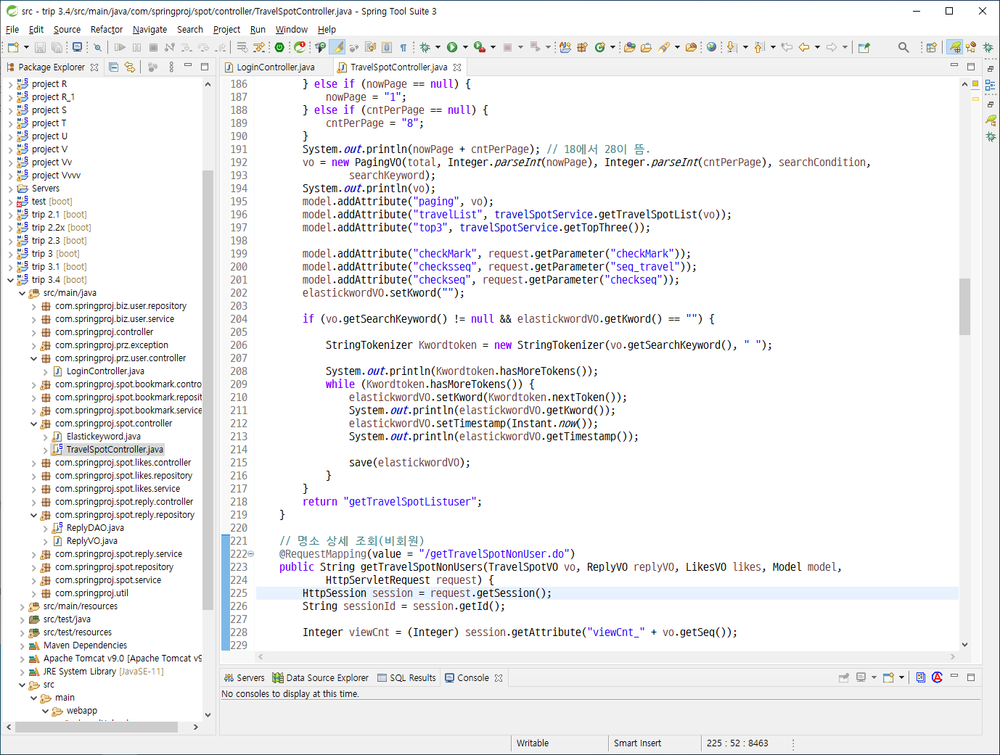 src - trip 3.4/src/main/java/com/springproj/spot/controller/TravelSpotController.java - Spring Tool Suite 3
File Edit Source Refactor Navigate Search Project Run Window Help
Package Explorer
project R
project R_1
project S
project T
project U
project V
project Vv
project Vvvv
Servers
test [boot]
trip 2.1 [boot]
trip 2.2x [boot]
trip 2.3 [boot]
trip 3 [boot]
trip 3.1 [boot]
trip 3.4 [boot]
src/main/java
com.springproj.biz.user.repository
com.springproj.biz.user.service
com.springproj.controller
com.springproj.prz.exception
com.springproj.prz.user.controller
LoginController.java
com.springproj.spot.bookmark.contro
com.springproj.spot.bookmark.reposit
com.springproj.spot.bookmark.service
com.springproj.spot.controller
Elastickeyword.java
TravelSpotController.java
com.springproj.spot.likes.controller
com.springproj.spot.likes.repository
com.springproj.spot.likes.service
com.springproj.spot.reply.controller
com.springproj.spot.reply.repository
ReplyDAO.java
ReplyVO.java
com.springproj.spot.reply.service
com.springproj.spot.repository
com.springproj.spot.service
com.springproj.util
src/main/resources
src/test/java
src/test/resources
Maven Dependencies
Apache Tomcat v9.0 [Apache Tomcat v9
JRE System Library [JavaSE-11]
src
main
webapp
LoginController.java TravelSpotController.java
186 } else if (nowPage == null) {
187 nowPage = "1";
188 } else if (cntPerPage == null) {
189 cntPerPage = "8";
190 }
191 System.out.println(nowPage + cntPerPage); // 18에서 28이 뜸.
192 vo = new PagingVO(total, Integer.parseInt(nowPage), Integer.parseInt(cntPerPage), searchCondition,
193 searchKeyword);
194 System.out.println(vo);
195 model.addAttribute("paging", vo);
196 model.addAttribute("travelList", travelSpotService.getTravelSpotList(vo));
197 model.addAttribute("top3", travelSpotService.getTopThree());
198
199 model.addAttribute("checkMark", request.getParameter("checkMark"));
200 model.addAttribute("checksseq", request.getParameter("seq_travel"));
201 model.addAttribute("checkseq", request.getParameter("checkseq"));
202 elastickwordVO.setKword("");
203
204 if (vo.getSearchKeyword() != null && elastickwordVO.getKword() == "") {
205
206 StringTokenizer Kwordtoken = new StringTokenizer(vo.getSearchKeyword(), " ");
207
208 System.out.println(Kwordtoken.hasMoreTokens());
209 while (Kwordtoken.hasMoreTokens()) {
210 elastickwordVO.setKword(Kwordtoken.nextToken());
211 System.out.println(elastickwordVO.getKword());
212 elastickwordVO.setTimestamp(Instant.now());
213 System.out.println(elastickwordVO.getTimestamp());
214
215 save(elastickwordVO);
216 }
217 }
218 return "getTravelSpotListuser";
219 }
220
221 // 명소 상세 조회(비회원)
222 @RequestMapping(value = "/getTravelSpotNonUser.do")
223 public String getTravelSpotNonUsers(TravelSpotVO vo, ReplyVO replyVO, LikesVO likes, Model model,
224 HttpServletRequest request) {
225 HttpSession session = request.getSession();
226 String sessionId = session.getId();
227
228 Integer viewCnt = (Integer) session.getAttribute("viewCnt_" + vo.getSeq());
229
Servers Data Source Explorer SQL Results Console
No consoles to display at this time.
Writable Smart Insert 225 : 52 : 8463